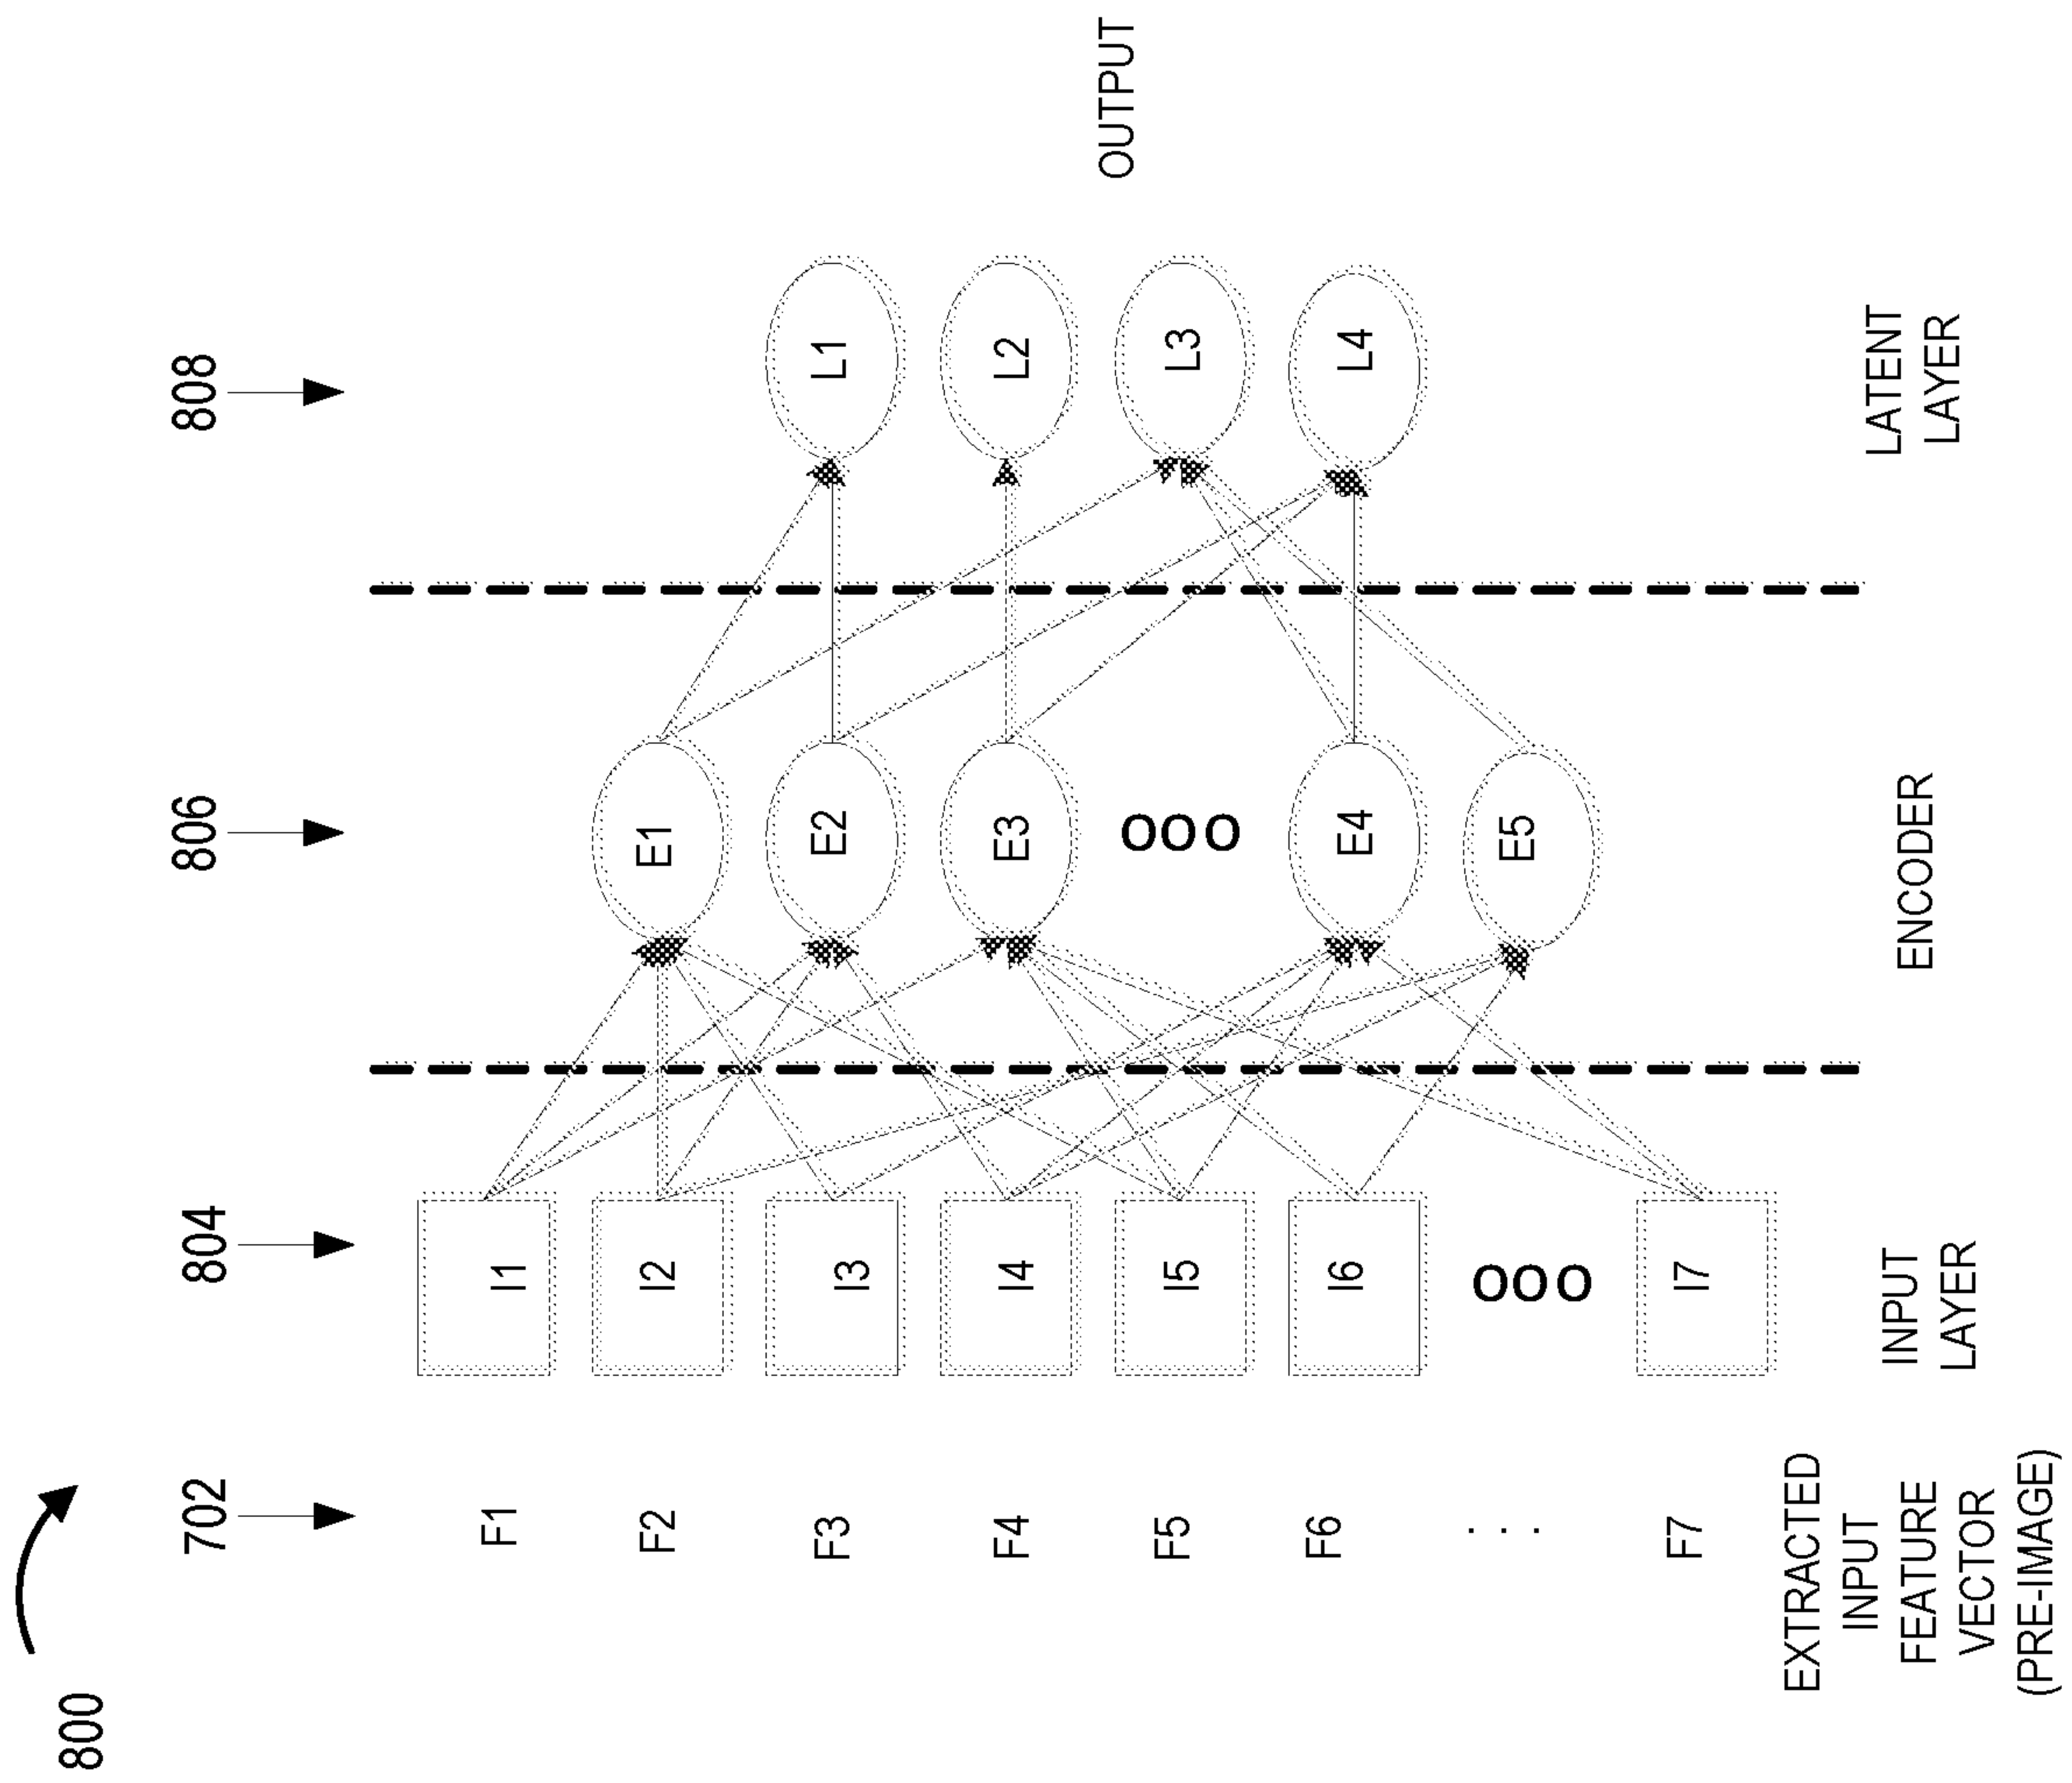 800
702
804
806
808
F1
F2
F3
F4
F5
F6
. . .
F7
I1
I2
I3
I4
I5
I6
OOO
I7
E1
E2
E3
OOO
E4
E5
L1
L2
L3
L4
OUTPUT
EXTRACTED
INPUT
FEATURE
VECTOR
(PRE-IMAGE)
INPUT
LAYER
ENCODER
LATENT
LAYER